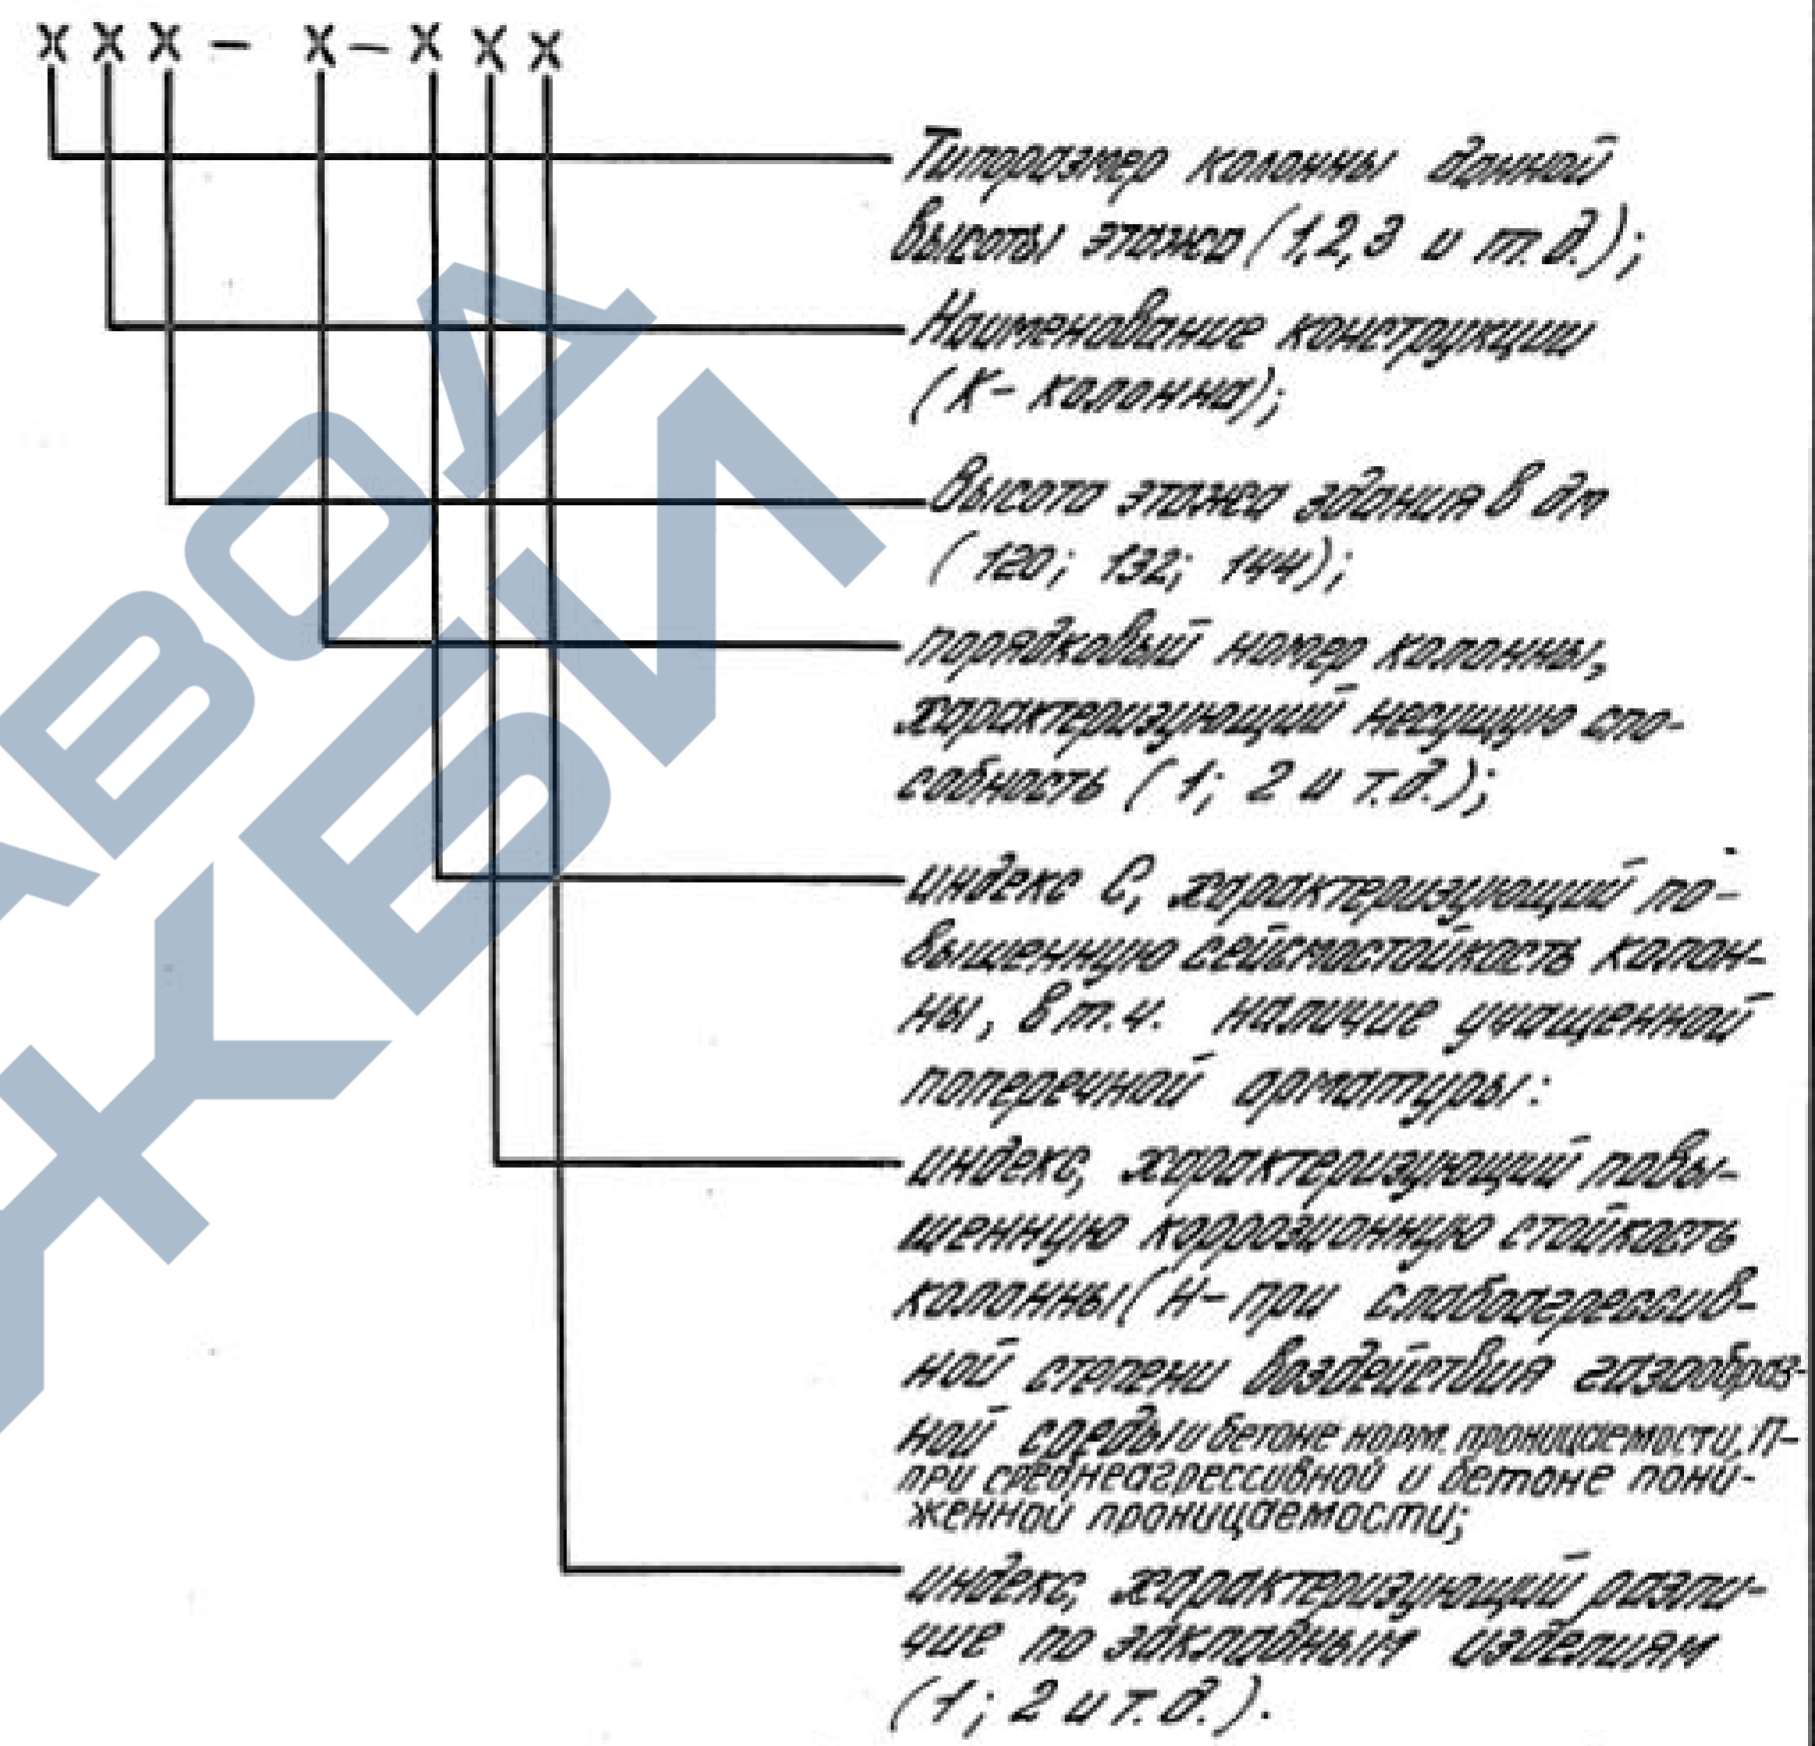 х х х - х - х х х
Типоразмер колонны данной
высоты этажа (1,2,3 и т.д.);
Наименование конструкции
(К- колонна);
Высота этажа здания в дм
(120; 132; 144);
порядковый номер колонны,
характеризующий несущую спо-
собность (1; 2 и т.д.);
индекс С, характеризующий по-
вышенную сейсмостойкость колон-
ны, в т.ч. наличие учащенной
поперечной арматуры:
индекс, характеризующий повы-
шенную коррозионную стойкость
колонны (Н- при слабоагрессив-
ной степени воздействия газообраз-
ной среды и бетоне норм. проницаемости, П-
при среднеагрессивной и бетоне пони-
женной проницаемости;
индекс, характеризующий разли-
чие по закладным изделиям
(1; 2 и т.д.).
ЗАВОД
ЖБИ